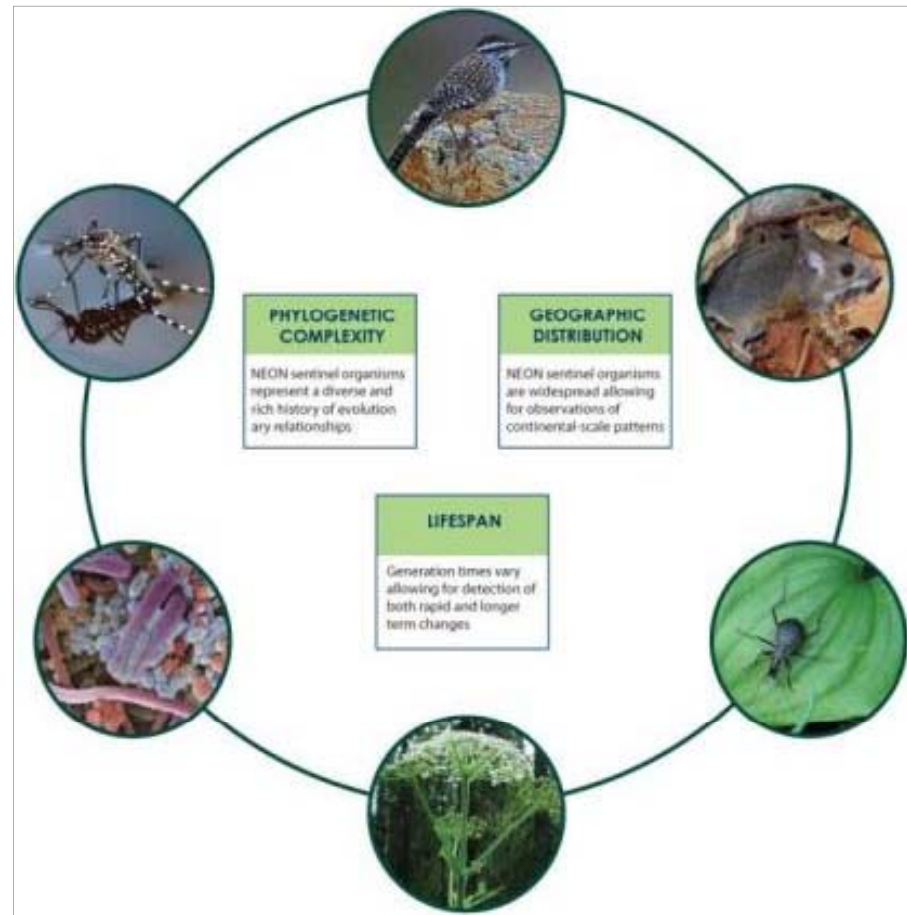 PHYLOGENETIC
COMPLEXITY
NEON sentinel organisms
represent a diverse and
rich history of evolution
ary relationships
GEOGRAPHIC
DISTRIBUTION
NEON sentinel organisms
are widespread allowing
for observations of
continental-scale patterns
LIFESPAN
Generation times vary
allowing for detection of
both rapid and longer
term changes